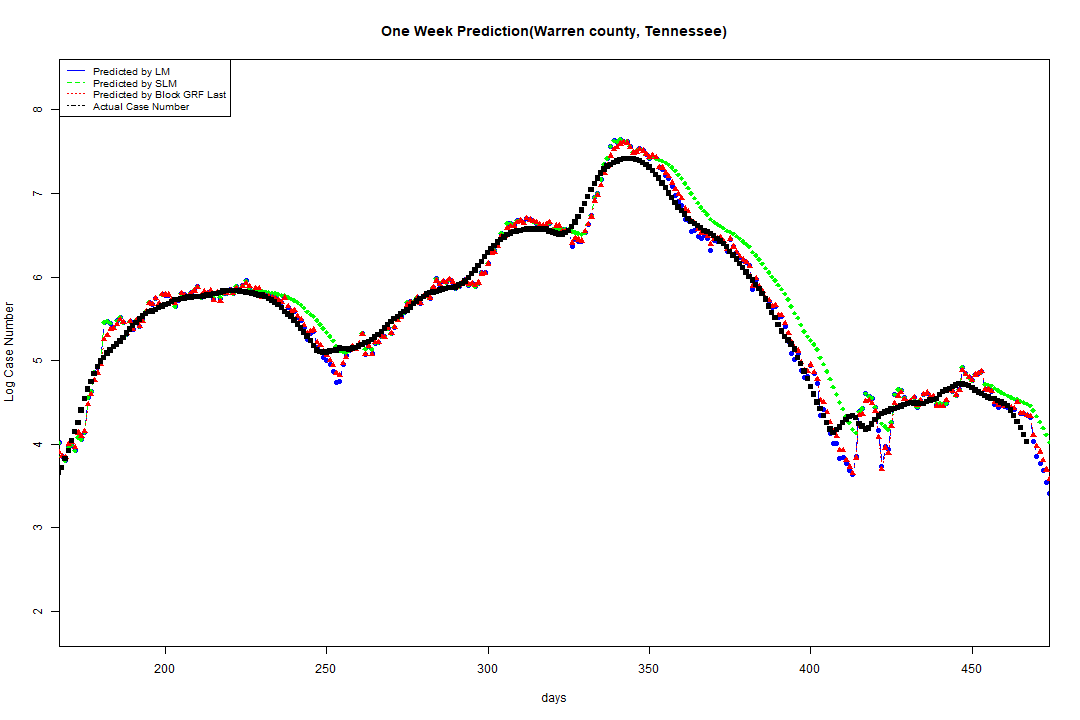 One Week Prediction(Warren county, Tennessee)
Predicted by LM
Predicted by SLM
Predicted by Block GRF Last
Actual Case Number
8
7
6
5
4
3
2
Log Case Number
200 250 300 350 400 450
days